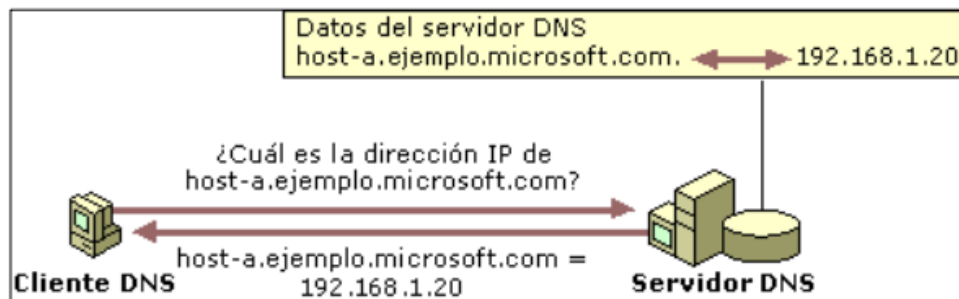 Datos del servidor DNS
host-a.ejemplo.microsoft.com. 192.168.1.20
¿Cuál es la dirección IP de
host-a.ejemplo.microsoft.com?
host-a.ejemplo.microsoft.com =
192.168.1.20
Cliente DNS
Servidor DNS